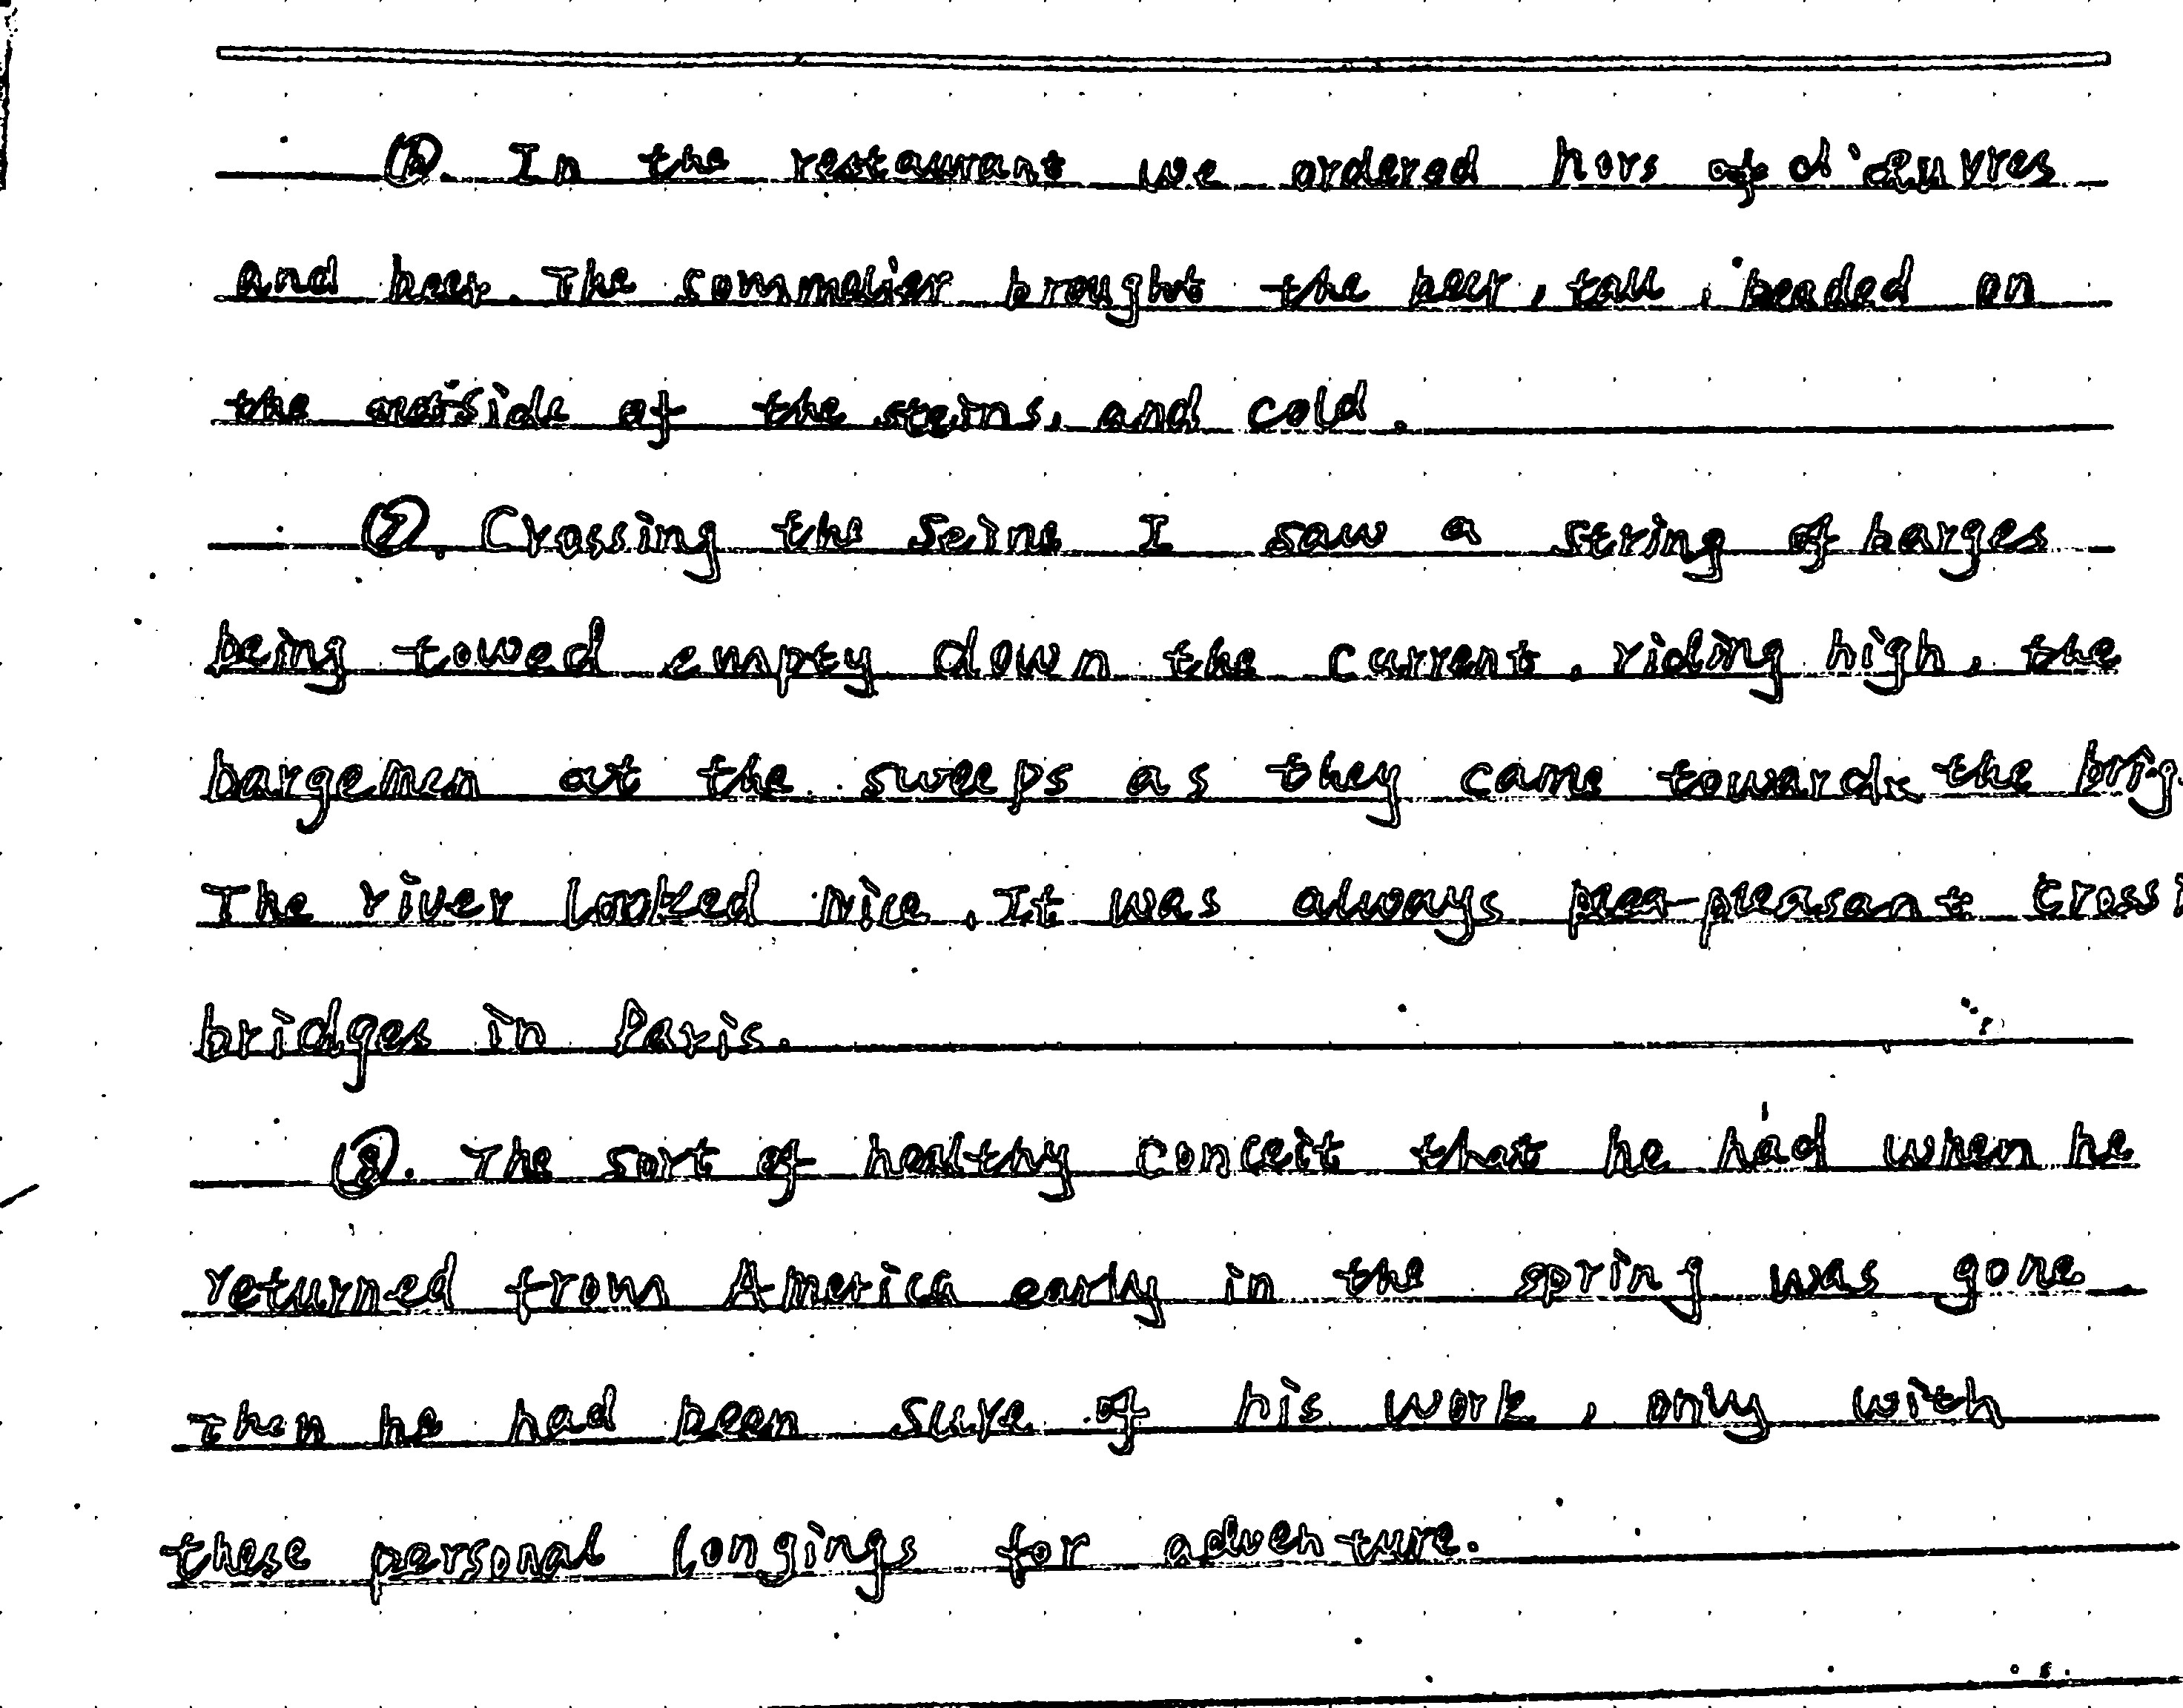 ⑥. In the restaurant we ordered hors of d'œuvres
and beer. The sommelier brought the beer, tall, beaded on
the outside of the steins, and cold.
⑦. Crossing the Seine I saw a string of barges
being towed empty down the current, riding high, the
bargemen at the sweeps as they came towards the brig
The river looked nice. It was always plea pleasant crossi
bridges in Paris.
⑧. The sort of healthy conceit that he had when he
returned from America early in the spring was gone.
Then he had been sure of his work, only with
these personal longings for adventure.